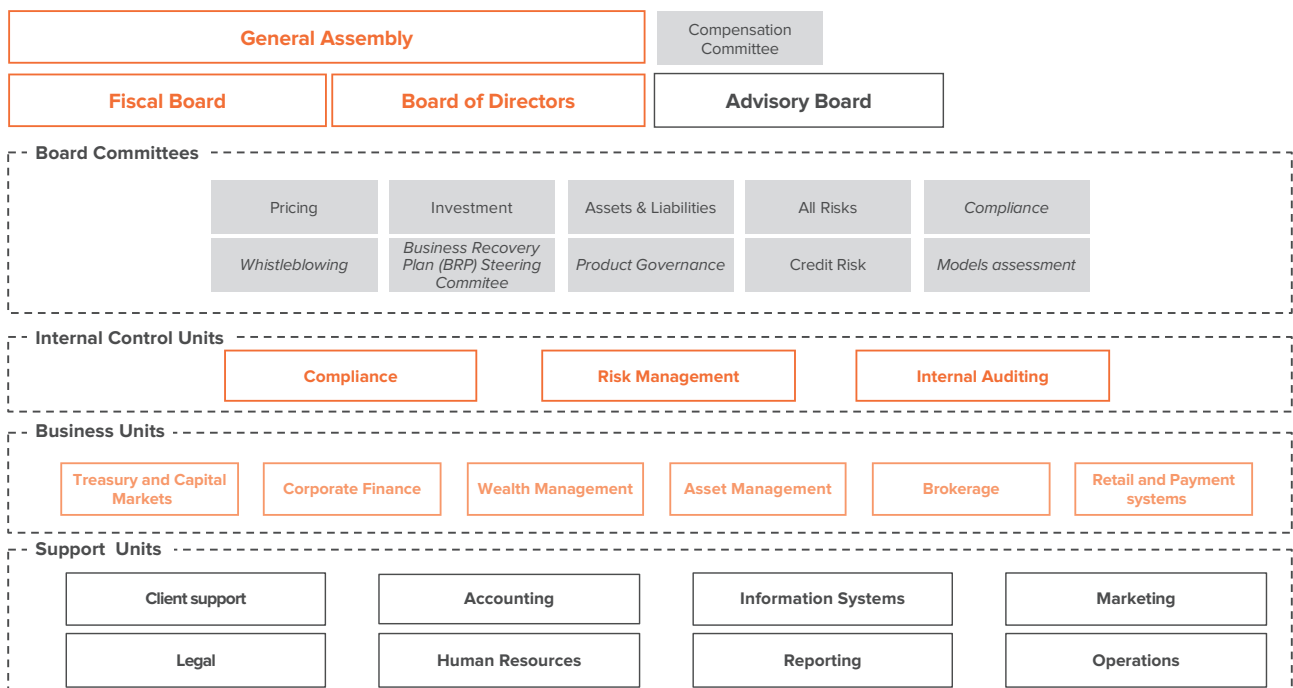 General Assembly
Compensation
Committee
Fiscal Board
Board of Directors
Advisory Board
Board Committees
Pricing
Investment
Assets & Liabilities
All Risks
Compliance
Whistleblowing
Business Recovery
Plan (BRP) Steering
Commitee
Product Governance
Credit Risk
Models assessment
Internal Control Units
Compliance
Risk Management
Internal Auditing
Business Units
Treasury and Capital
Markets
Corporate Finance
Wealth Management
Asset Management
Brokerage
Retail and Payment
systems
Support Units
Client support
Accounting
Information Systems
Marketing
Legal
Human Resources
Reporting
Operations